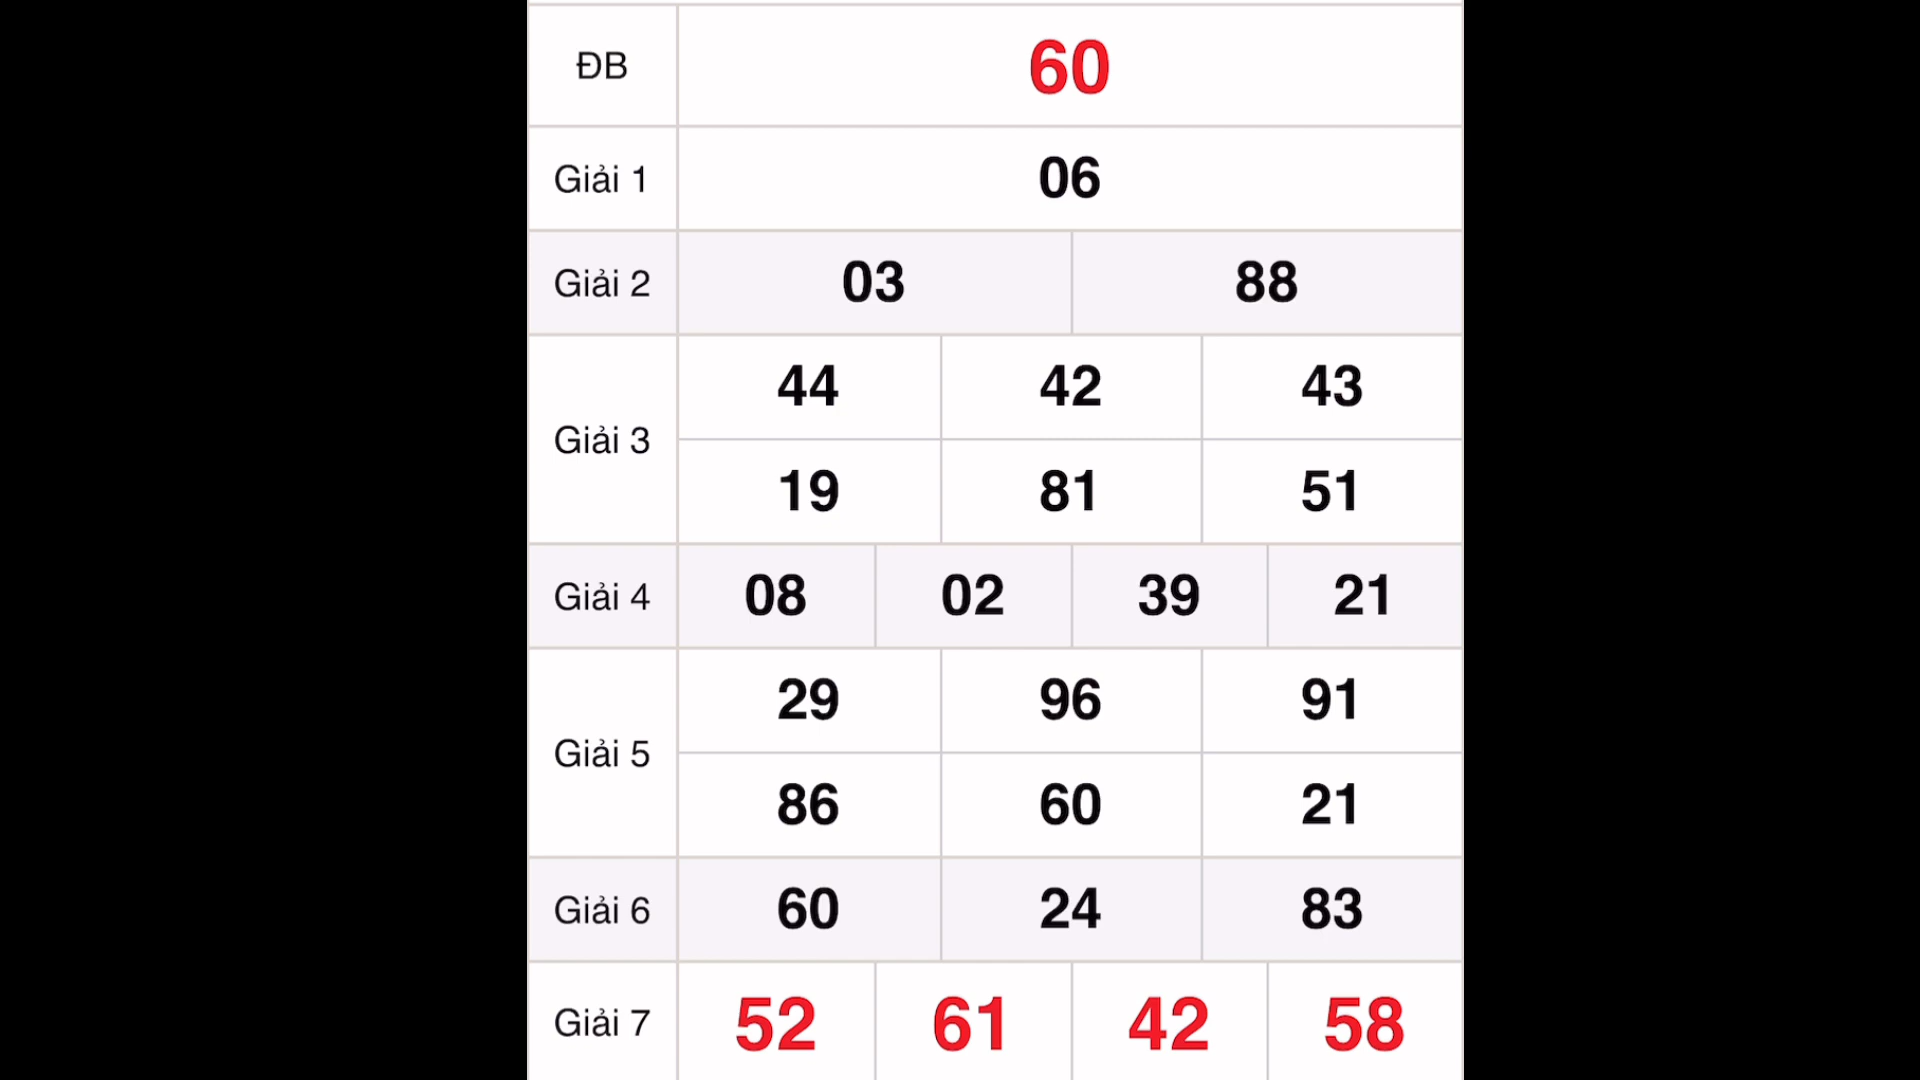 ĐB 60
Giải 1 06
Giải 2 03 88
Giải 3
44 42 43
19 81 51
Giải 4 08 02 39 21
Giải 5
29 96 91
86 60 21
Giải 6 60 24 83
Giải 7 52 61 42 58